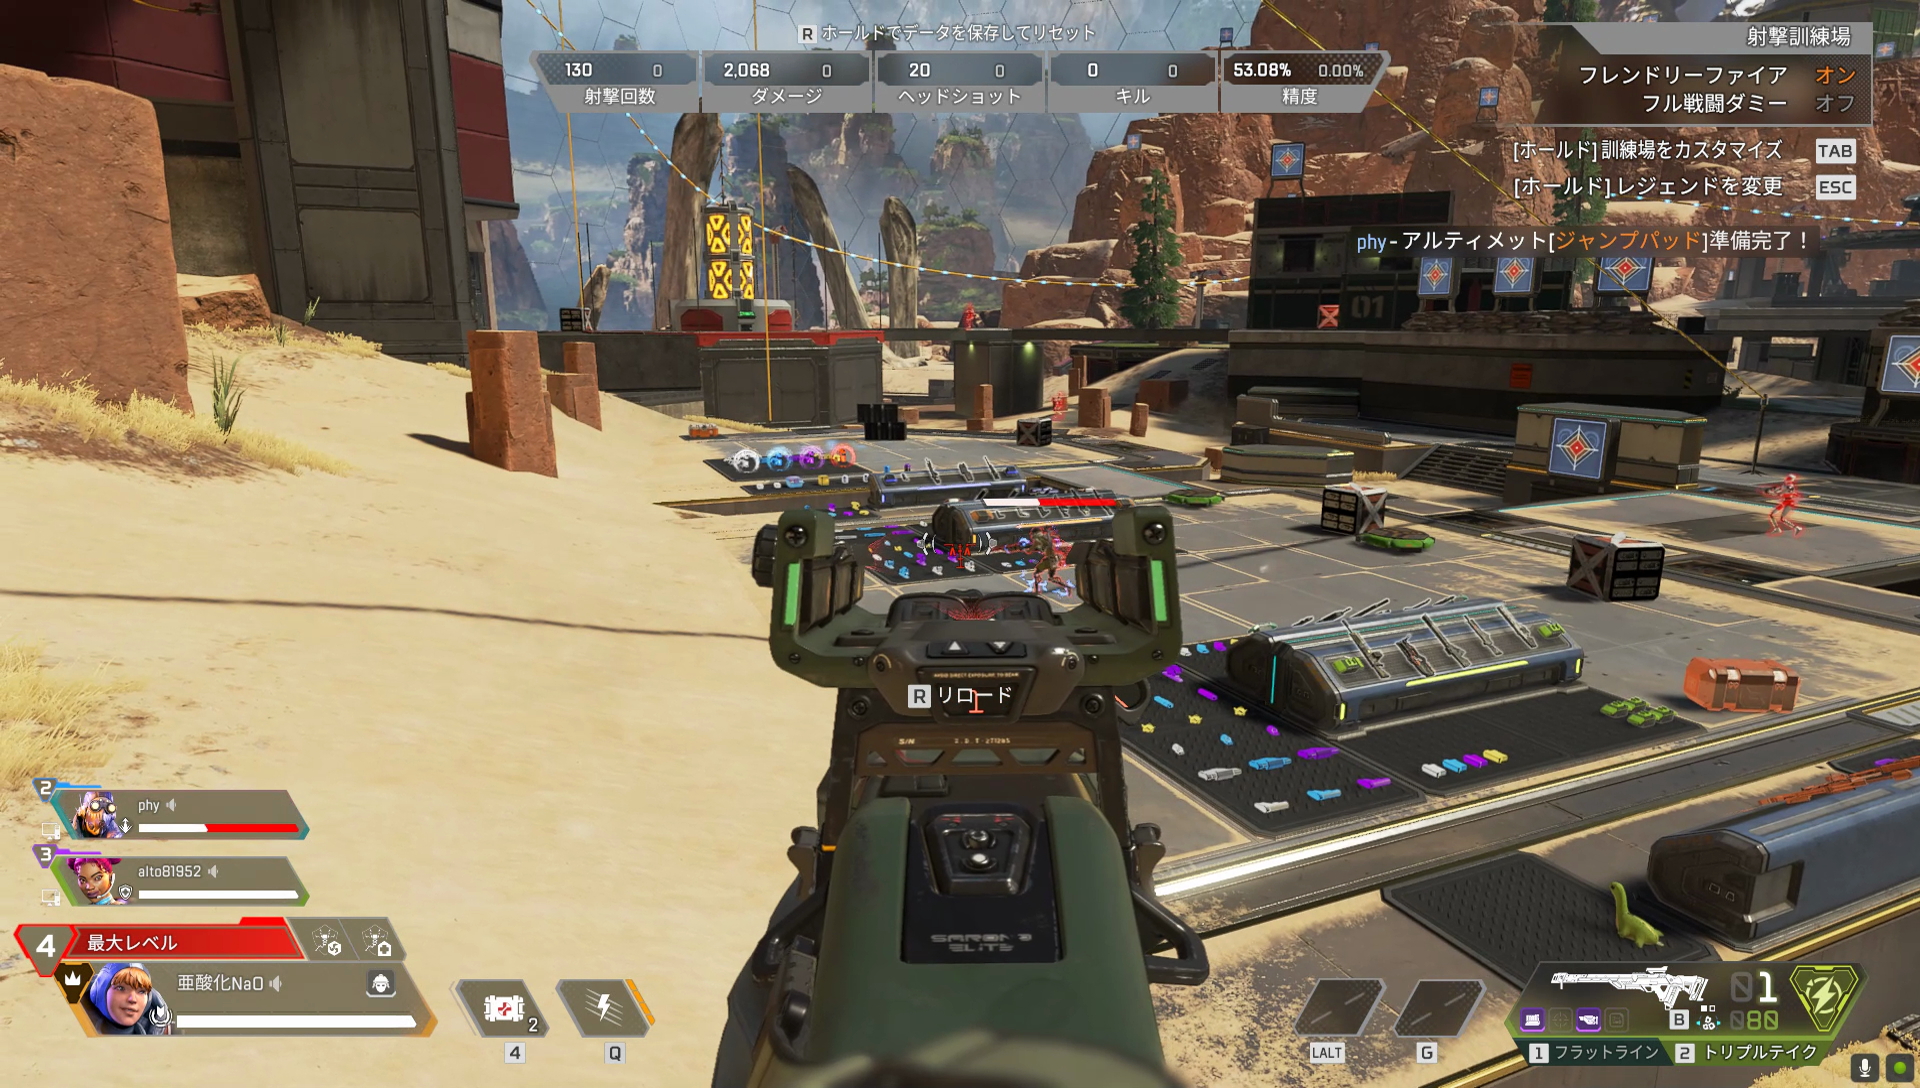 R ホールドでデータを保存してリセット
130 0 2,068 0 20 0 0 0 53.08% 0.00%
射撃回数 ダメージ ヘッドショット キル 精度
射撃訓練場
フレンドリーファイア オン
フル戦闘ダミー オフ
[ホールド]訓練場をカスタマイズ TAB
[ホールド]レジェンドを変更 ESC
phy - アルティメット[ジャンプパッド]準備完了！
01
R リロード
2 phy
3 alto81952
4 最大レベル
亜酸化NaO
2
4 Q
LALT G
01
B 080
1 フラットライン 2 トリプルテイク